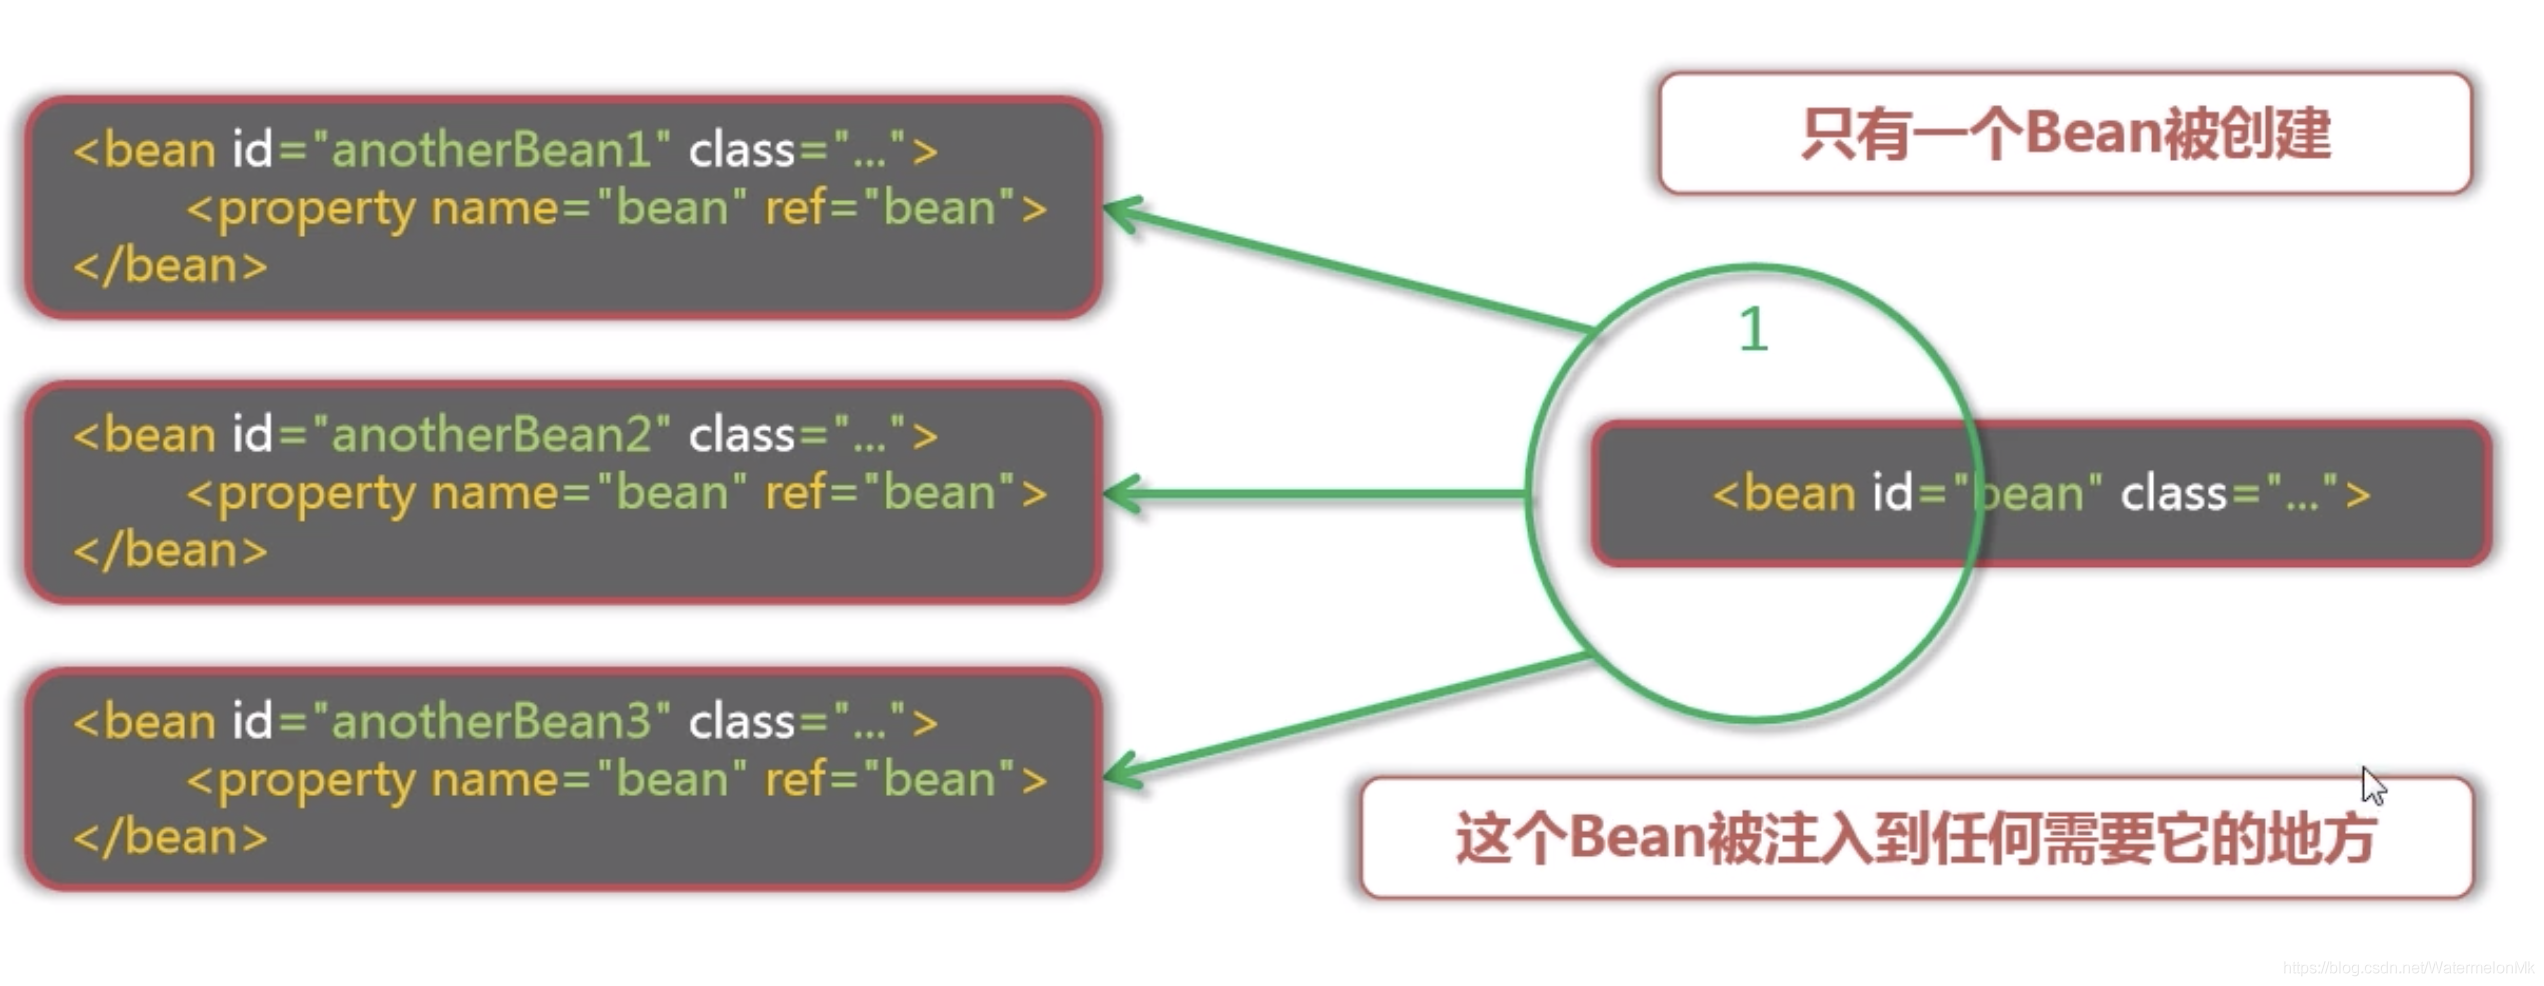 只有一个Bean被创建
<bean id="anotherBean1" class="...">
<property name="bean" ref="bean">
</bean>
1
<bean id="anotherBean2" class="...">
<property name="bean" ref="bean">
</bean>
<bean id="bean" class="...">
<bean id="anotherBean3" class="...">
<property name="bean" ref="bean">
</bean>
这个Bean被注入到任何需要它的地方
https://blog.csdn.net/WatermelonMk